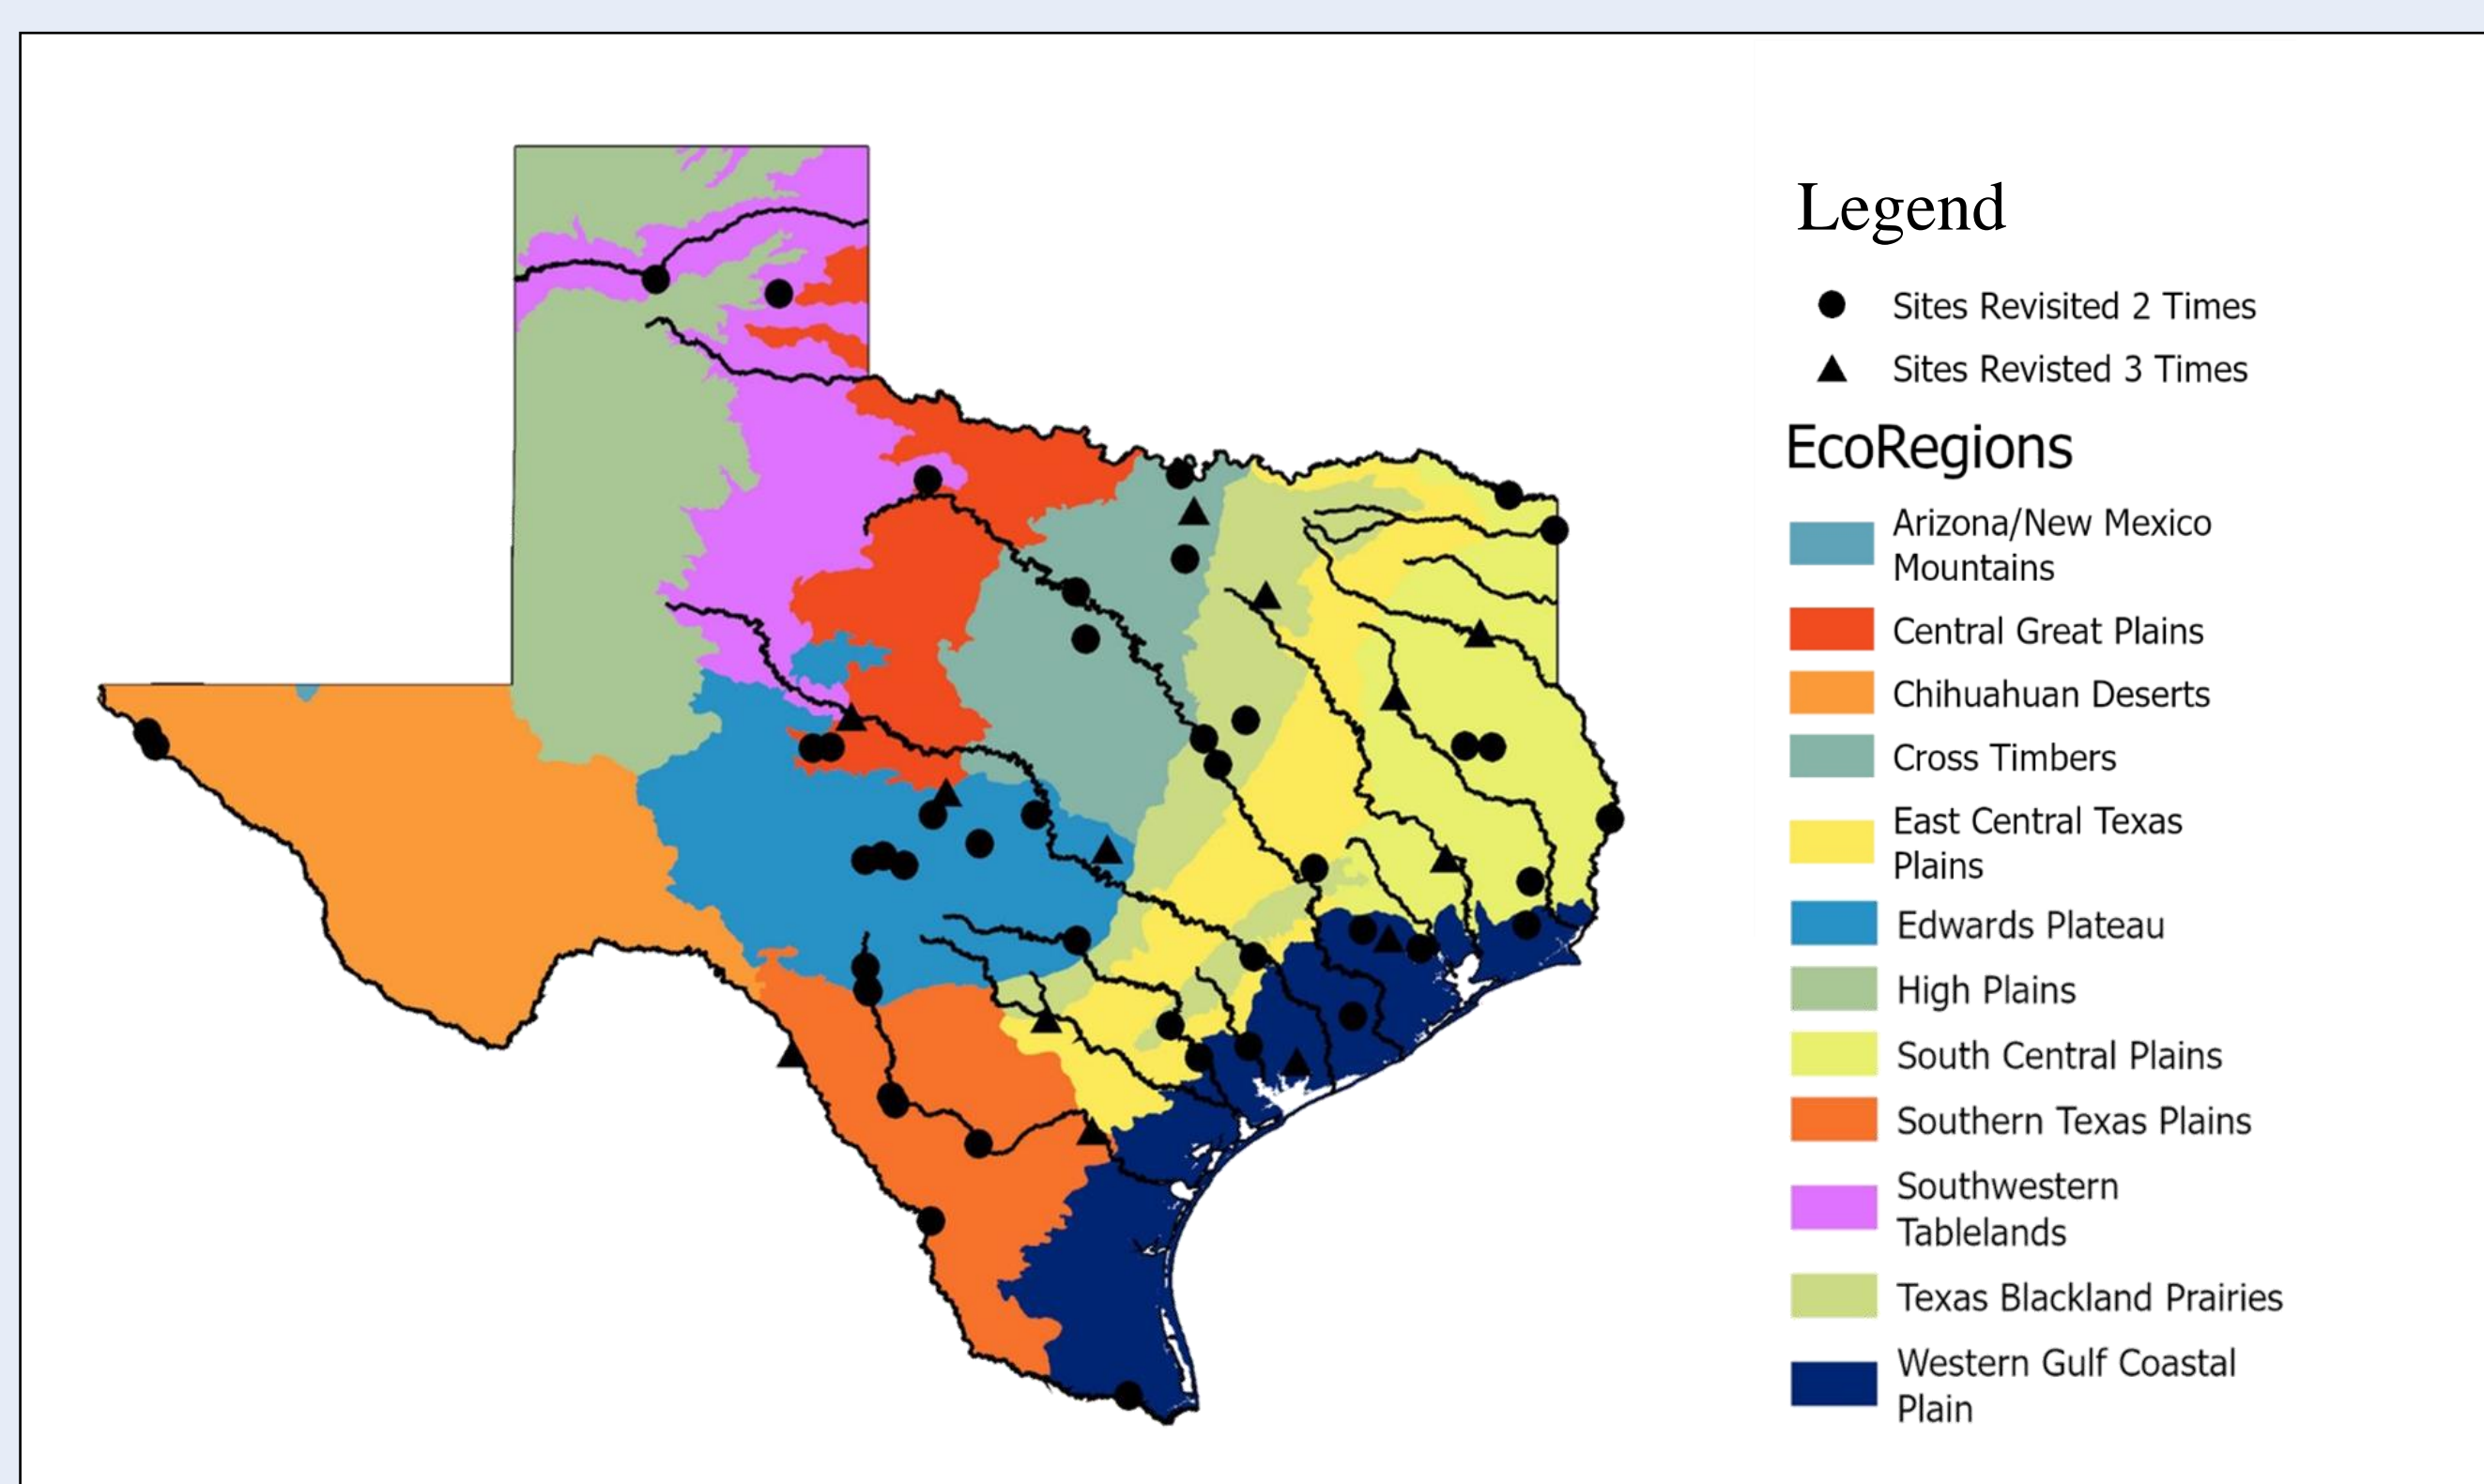 Legend
Sites Revisited 2 Times
Sites Revisted 3 Times
EcoRegions
Arizona/New Mexico
Mountains
Central Great Plains
Chihuahuan Deserts
Cross Timbers
East Central Texas
Plains
Edwards Plateau
High Plains
South Central Plains
Southern Texas Plains
Southwestern
Tablelands
Texas Blackland Prairies
Western Gulf Coastal
Plain